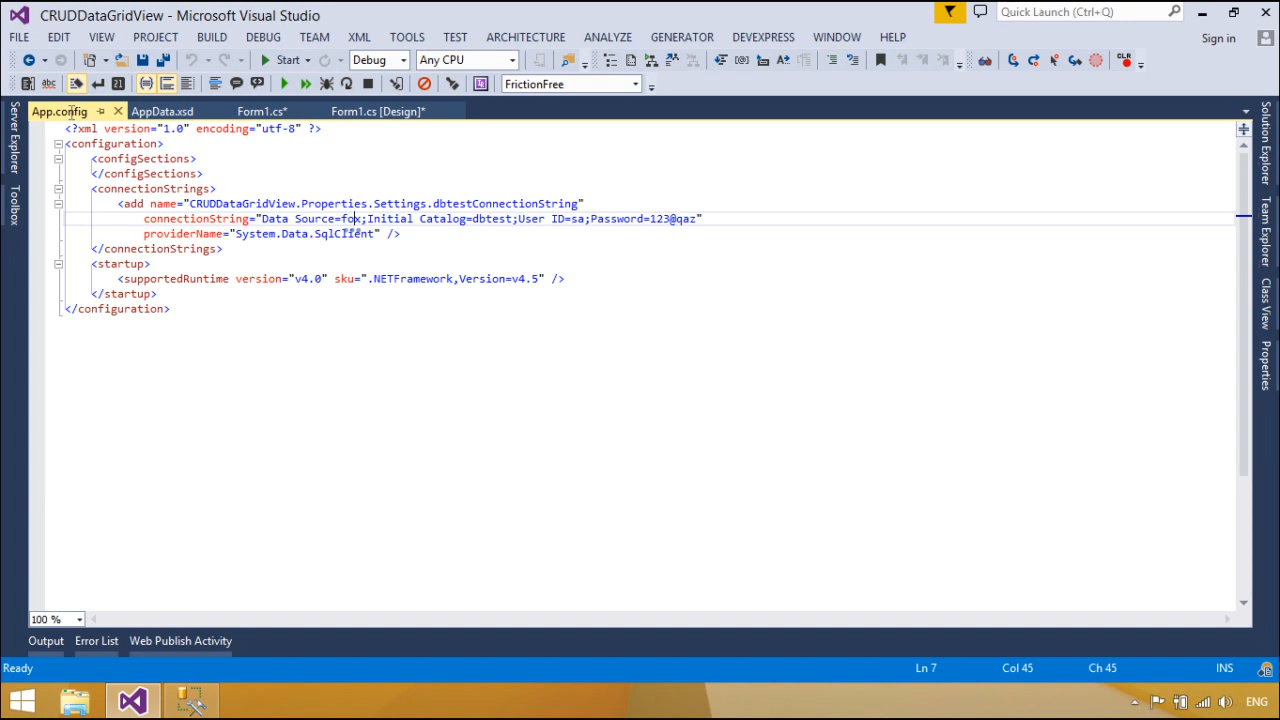 CRUDDataGridView - Microsoft Visual Studio
Quick Launch (Ctrl+Q)
FILE EDIT VIEW PROJECT BUILD DEBUG TEAM XML TOOLS TEST ARCHITECTURE ANALYZE GENERATOR DEVEXPRESS WINDOW HELP
Sign in
Start Debug Any CPU
CLR
abc 21 FrictionFree
App.config AppData.xsd Form1.cs* Form1.cs [Design]*
Server Explorer
Toolbox
<?xml version="1.0" encoding="utf-8" ?>
<configuration>
<configSections>
</configSections>
<connectionStrings>
<add name="CRUDDataGridView.Properties.Settings.dbtestConnectionString"
connectionString="Data Source=fox;Initial Catalog=dbtest;User ID=sa;Password=123@qaz"
providerName="System.Data.SqlClient" />
</connectionStrings>
<startup>
<supportedRuntime version="v4.0" sku=".NETFramework,Version=v4.5" />
</startup>
</configuration>
Solution Explorer
Team Explorer
Class View
Properties
100 %
Output Error List Web Publish Activity
Ready Ln 7 Col 45 Ch 45 INS
ENG